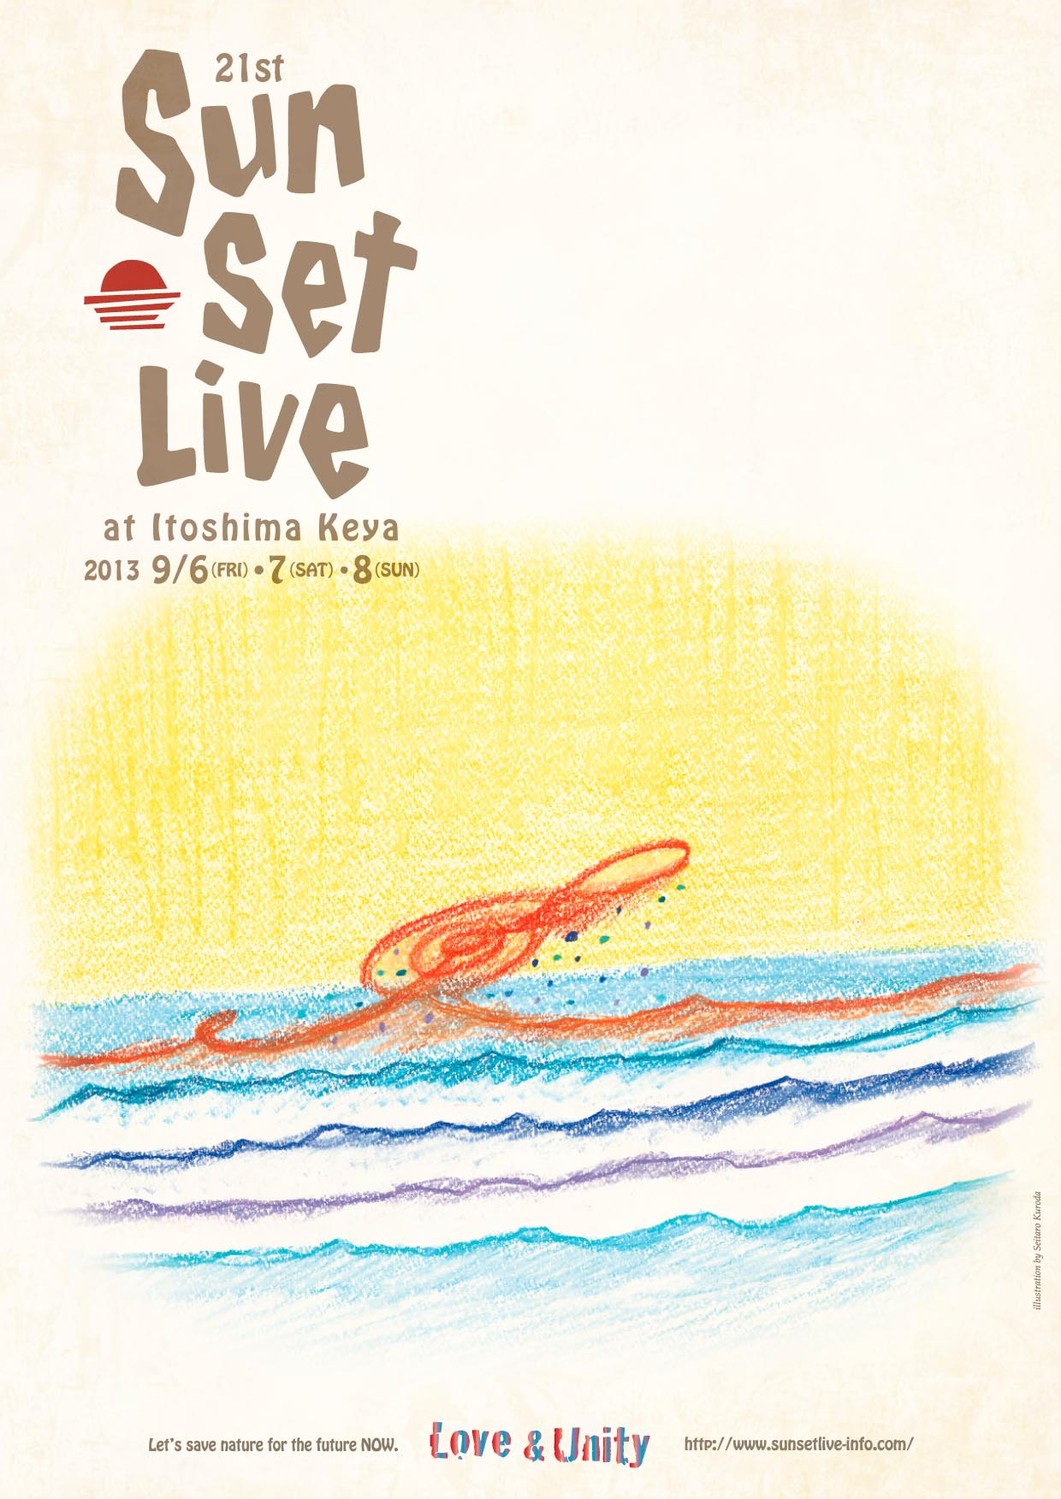 21st
Sun
Set
Live
at Itoshima Keya
2013 9/6(FRI)•7(SAT)•8(SUN)
illustration by Seitaro Kuroda
Let's save nature for the future NOW.
Love & Unity
http://www.sunsetlive-info.com/